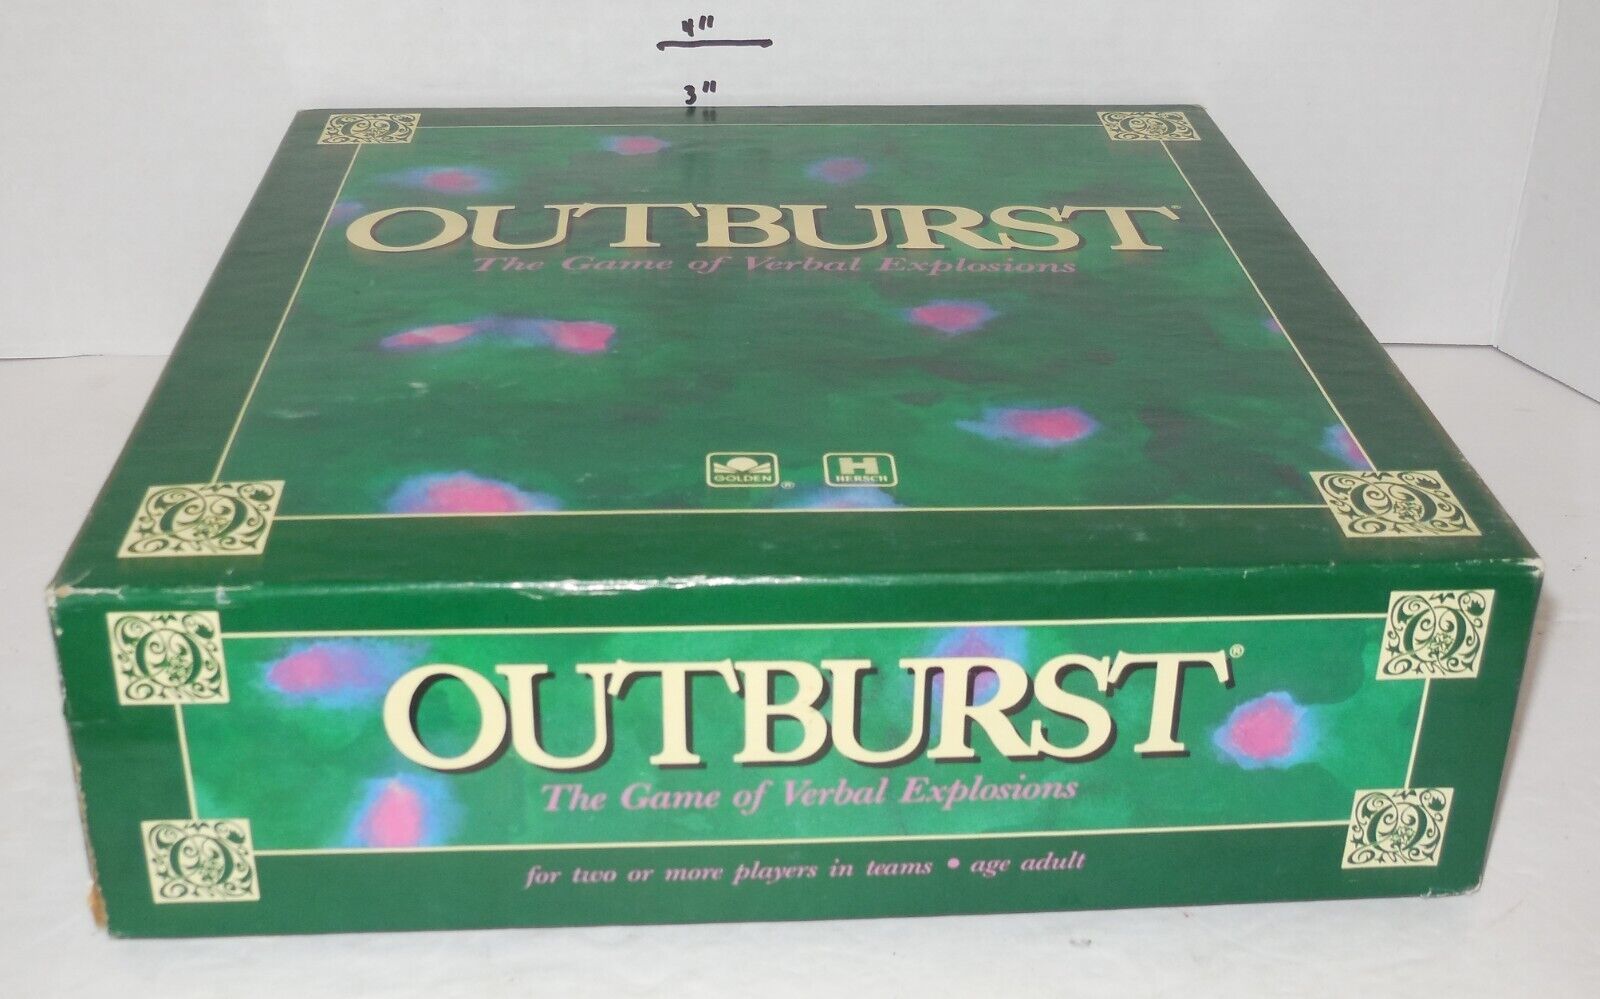 4"
3"
OUTBURST®
The Game of Verbal Explosions
GOLDEN ® H HERSCH
OUTBURST®
The Game of Verbal Explosions
for two or more players in teams • age adult